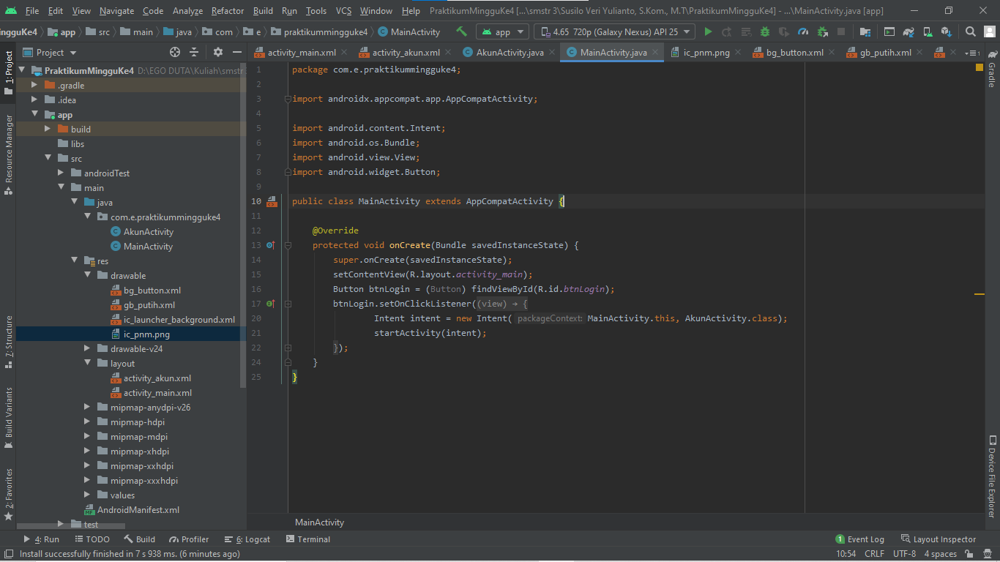 File Edit View Navigate Code Analyze Refactor Build Run Tools VCS Window Help PraktikumMingguKe4 [...\smstr 3\Susilo Veri Yulianto, S.Kom., M.T\PraktikumMingguKe4] - ...\MainActivity.java [app]
ngguKe4 app src main java com e praktikummingguke4 MainActivity app 4.65 720p (Galaxy Nexus) API 25
Project activity_main.xml activity_akun.xml AkunActivity.java MainActivity.java ic_pnm.png bg_button.xml gb_putih.xml
1: Project
Resource Manager
7: Structure
Build Variants
2: Favorites
PraktikumMingguKe4 D:\EGO DUTA\Kuliah\smstr 3
.gradle
.idea
app
build
libs
src
androidTest
main
java
com.e.praktikummingguke4
AkunActivity
MainActivity
res
drawable
bg_button.xml
gb_putih.xml
ic_launcher_background.xml
ic_pnm.png
drawable-v24
layout
activity_akun.xml
activity_main.xml
mipmap-anydpi-v26
mipmap-hdpi
mipmap-mdpi
mipmap-xhdpi
mipmap-xxhdpi
mipmap-xxxhdpi
values
AndroidManifest.xml
test
1 package com.e.praktikummingguke4;
2
3 import androidx.appcompat.app.AppCompatActivity;
4
5 import android.content.Intent;
6 import android.os.Bundle;
7 import android.view.View;
8 import android.widget.Button;
9
10 public class MainActivity extends AppCompatActivity {
11
12 @Override
13 protected void onCreate(Bundle savedInstanceState) {
14 super.onCreate(savedInstanceState);
15 setContentView(R.layout.activity_main);
16 Button btnLogin = (Button) findViewById(R.id.btnLogin);
17 btnLogin.setOnClickListener((view) → {
20 Intent intent = new Intent( packageContext: MainActivity.this, AkunActivity.class);
21 startActivity(intent);
22 });
24 }
25 }
MainActivity
Gradle
Device File Explorer
4: Run TODO Build Profiler 6: Logcat Terminal 1 Event Log Layout Inspector
Install successfully finished in 7 s 938 ms. (6 minutes ago) 10:54 CRLF UTF-8 4 spaces